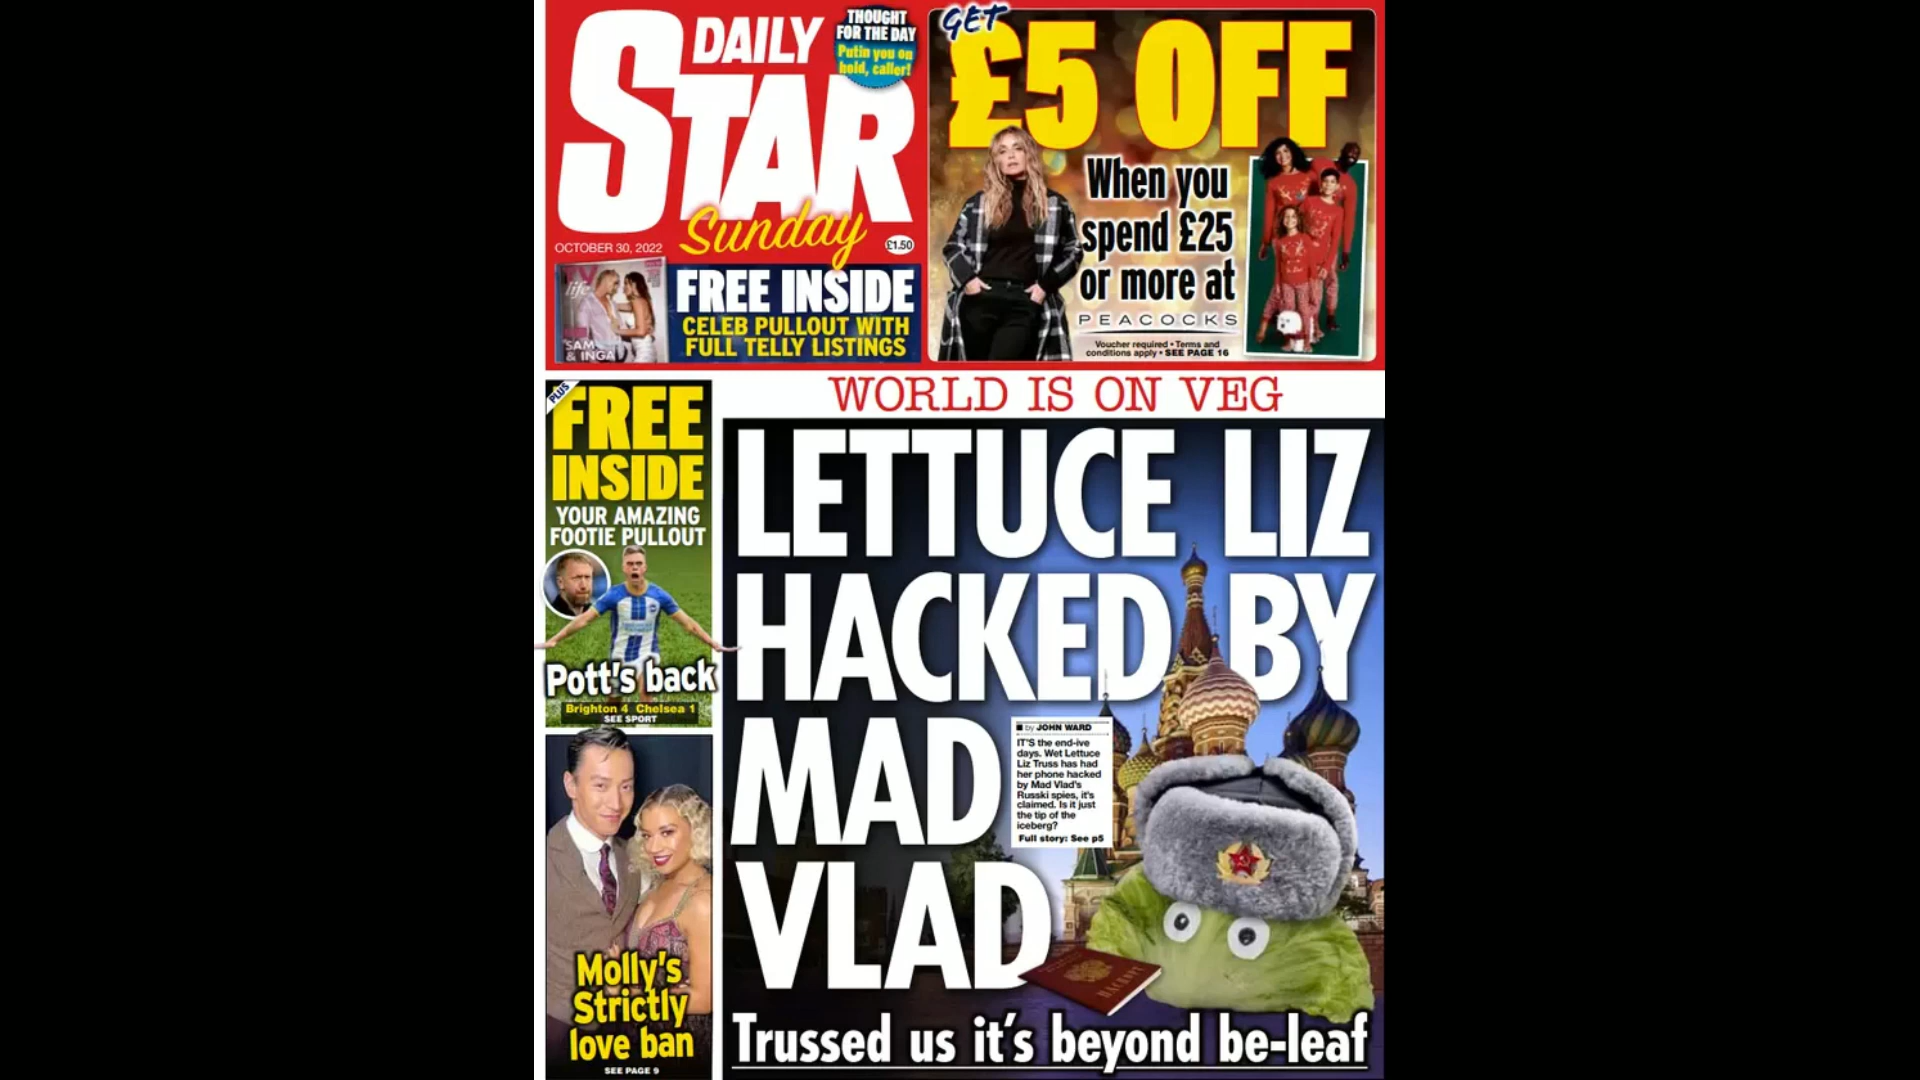 DAILY
STAR
Sunday
THOUGHT
FOR THE DAY
Putin you on
hold, caller!
OCTOBER 30, 2022
£1.50
TV
life
SAM
& INGA
FREE INSIDE
CELEB PULLOUT WITH
FULL TELLY LISTINGS
GET
£5 OFF
When you
spend £25
or more at
PEACOCKS
Voucher required • Terms and
conditions apply • SEE PAGE 16
PLUS
FREE
INSIDE
YOUR AMAZING
FOOTIE PULLOUT
Pott's back
Brighton 4 Chelsea 1
SEE SPORT
Molly's
Strictly
love ban
SEE PAGE 9
WORLD IS ON VEG
LETTUCE LIZ
HACKED BY
MAD
VLAD
by JOHN WARD
IT'S the end-ive
days. Wet Lettuce
Liz Truss has had
her phone hacked
by Mad Vlad's
Russki spies, it's
claimed. Is it just
the tip of the
iceberg?
Full story: See p5
ПАСПОРТ
Trussed us it's beyond be-leaf